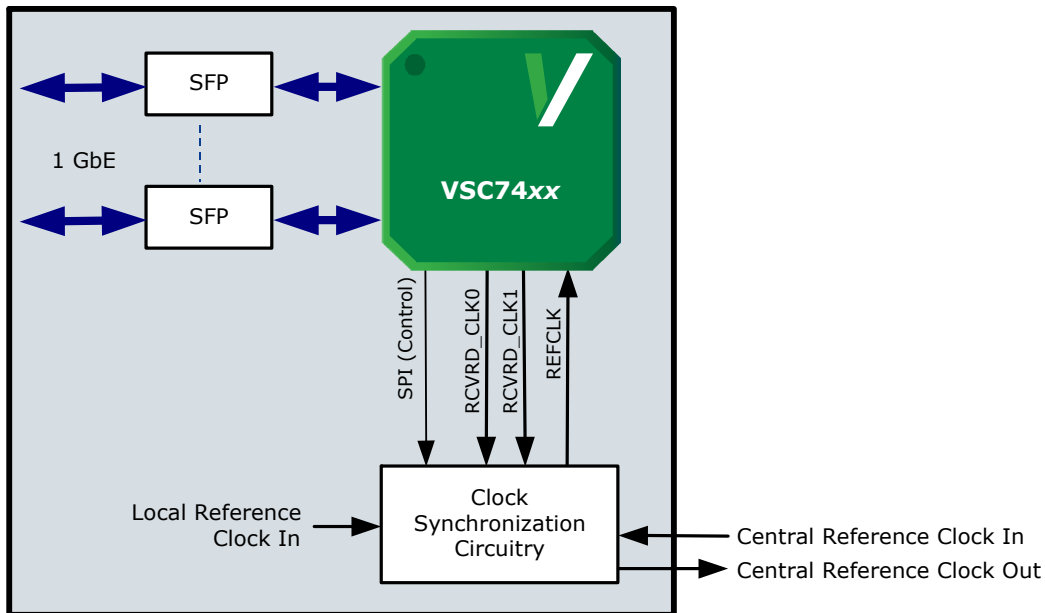 SFP
1 GbE
SFP
VSC74xx
SPI (Control)
RCVRD_CLK0
RCVRD_CLK1
REFCLK
Local Reference
Clock In
Clock
Synchronization
Circuitry
Central Reference Clock In
Central Reference Clock Out